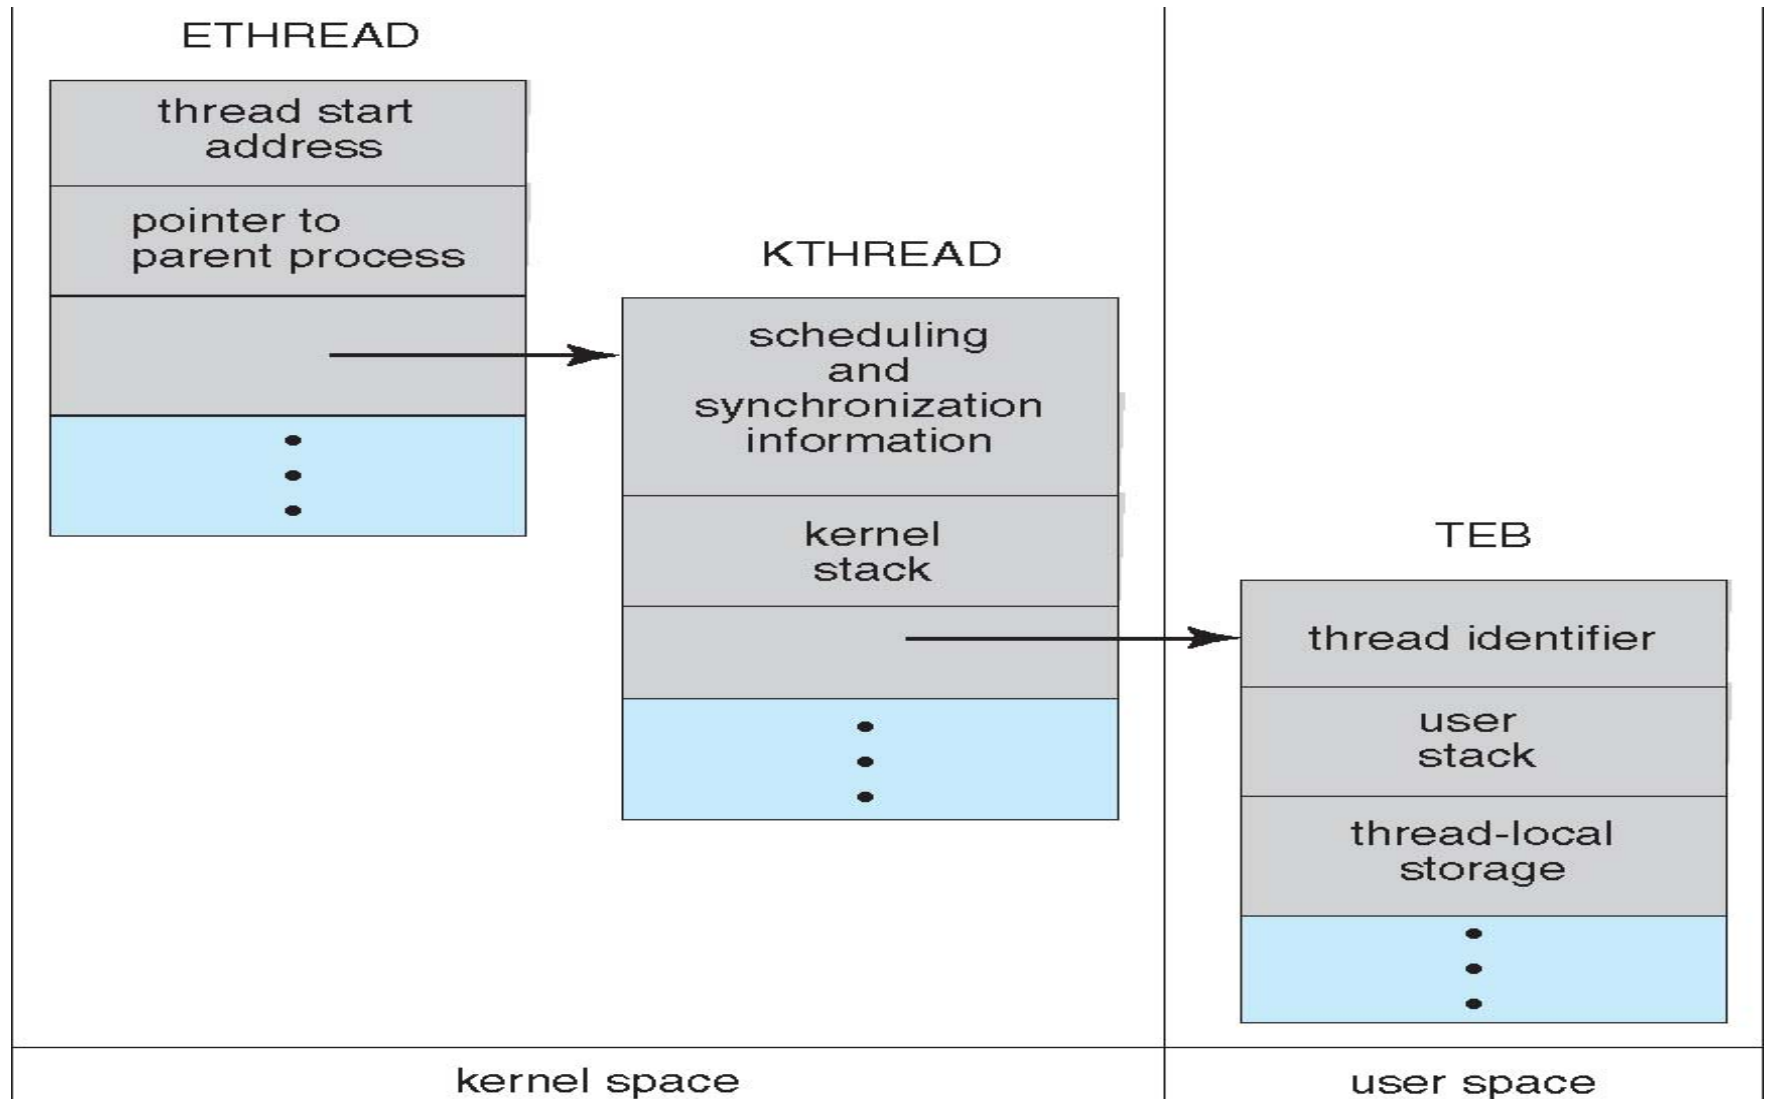 ETHREAD
thread start
address
pointer to
parent process
KTHREAD
scheduling
and
synchronization
information
kernel
stack
TEB
thread identifier
user
stack
thread-local
storage
kernel space
user space